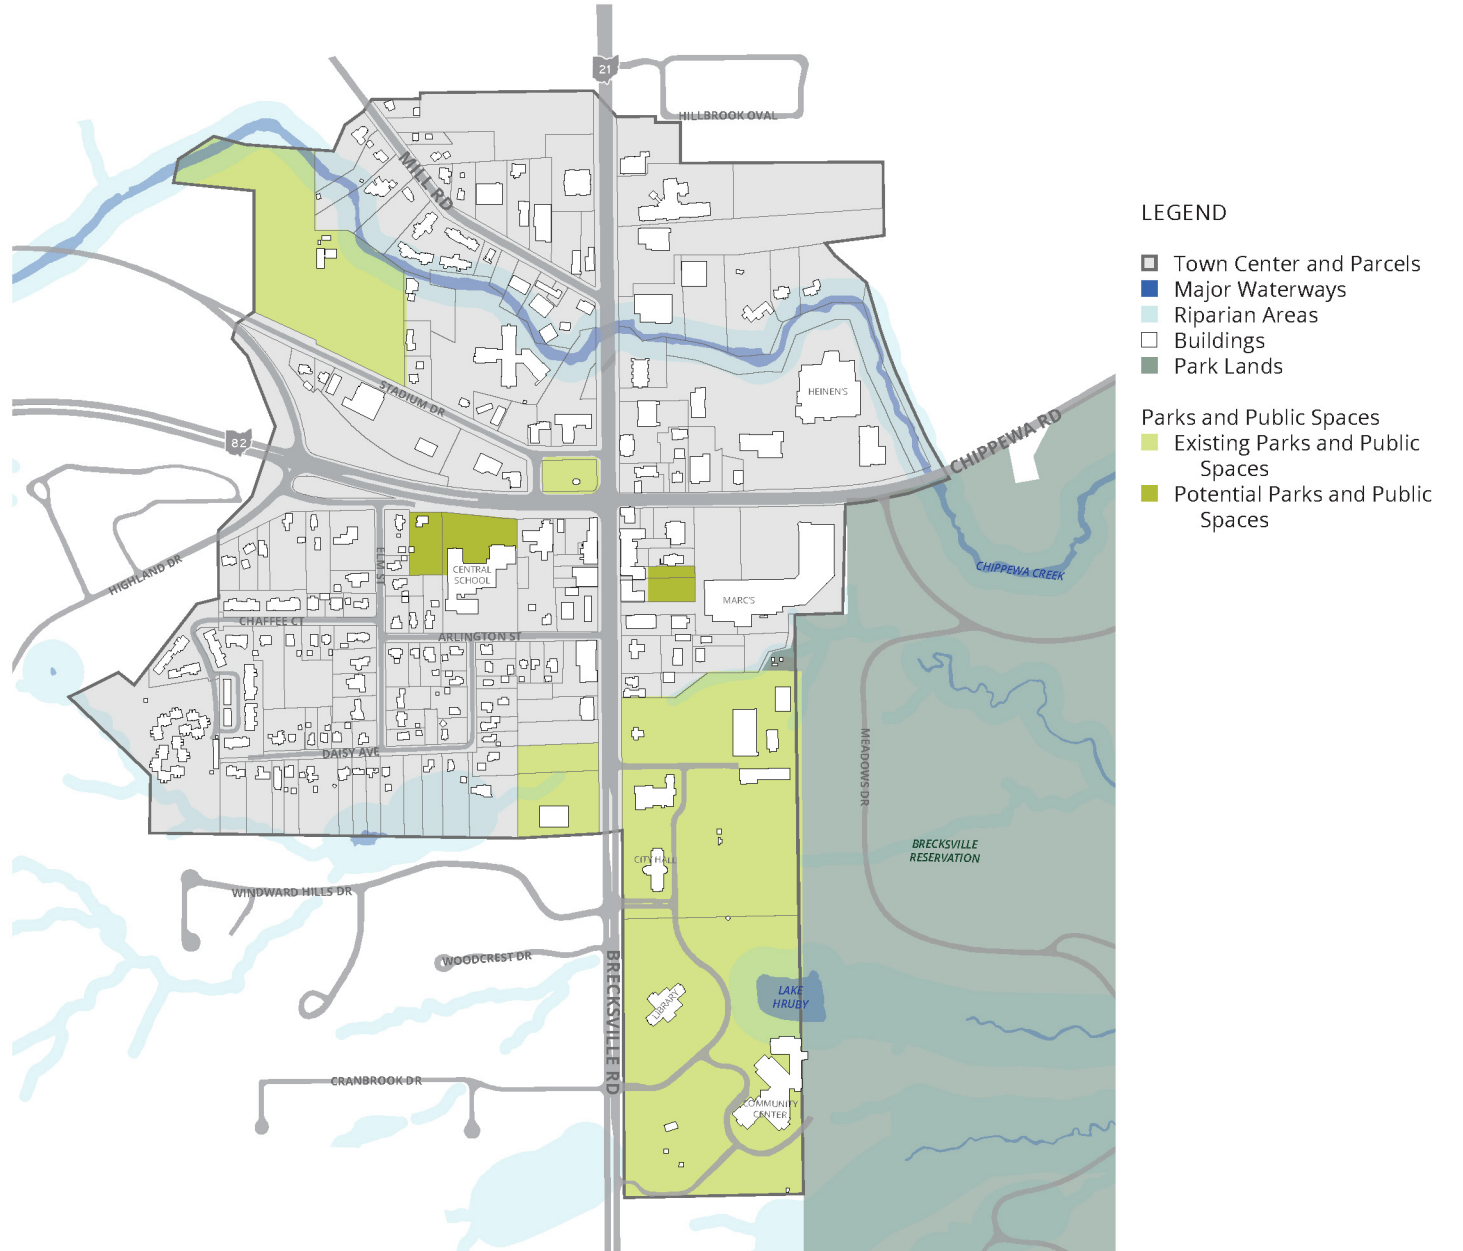 21
HILLBROOK OVAL
MILL RD
LEGEND
Town Center and Parcels
Major Waterways
Riparian Areas
Buildings
Park Lands
Parks and Public Spaces
Existing Parks and Public
Spaces
Potential Parks and Public
Spaces
STADIUM DR
HEINEN'S
82
CHIPPEWA RD
HIGHLAND DR
ELM ST
CENTRAL
SCHOOL
CHIPPEWA CREEK
MARC'S
CHAFFEE CT
ARLINGTON ST
DAISY AVE
MEADOWS DR
BRECKSVILLE
RESERVATION
CITY HALL
WINDWARD HILLS DR
WOODCREST DR
BRECKSVILLE RD
LIBRARY
LAKE
HRUBY
CRANBROOK DR
COMMUNITY
CENTER